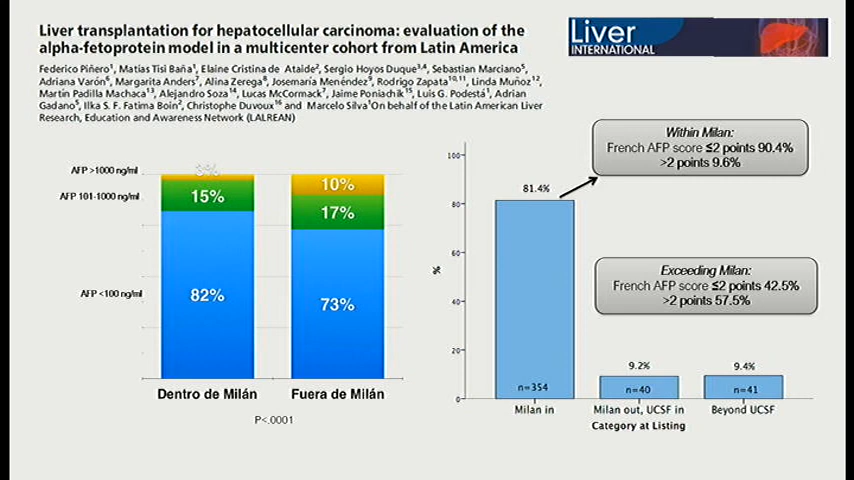 Liver transplantation for hepatocellular carcinoma: evaluation of the
alpha-fetoprotein model in a multicenter cohort from Latin America
Federico Piñero¹, Matías Tisi Baña¹, Elaine Cristina de Ataide², Sergio Hoyos Duque³,⁴, Sebastian Marciano⁵,
Adriana Varón⁶, Margarita Anders⁷, Alina Zerega⁸, Josemaría Menéndez⁹, Rodrigo Zapata¹⁰,¹¹, Linda Muñoz¹²,
Martín Padilla Machaca¹³, Alejandro Soza¹⁴, Lucas McCormack⁷, Jaime Poniachik¹⁵, Luis G. Podestá¹, Adrian
Gadano⁵, Ilka S. F. Fatima Boin², Christophe Duvoux¹⁶ and Marcelo Silva¹On behalf of the Latin American Liver
Research, Education and Awareness Network (LALREAN)
Liver
INTERNATIONAL
AFP >1000 ng/ml
AFP 101-1000 ng/ml
AFP <100 ng/ml
3%
15%
82%
10%
17%
73%
Dentro de Milán
Fuera de Milán
P<.0001
Within Milan:
French AFP score ≤2 points 90.4%
>2 points 9.6%
Exceeding Milan:
French AFP score ≤2 points 42.5%
>2 points 57.5%
%
100
80
60
40
20
0
81.4%
9.2%
9.4%
n=354
n=40
n=41
Milan in
Milan out, UCSF in
Beyond UCSF
Category at Listing